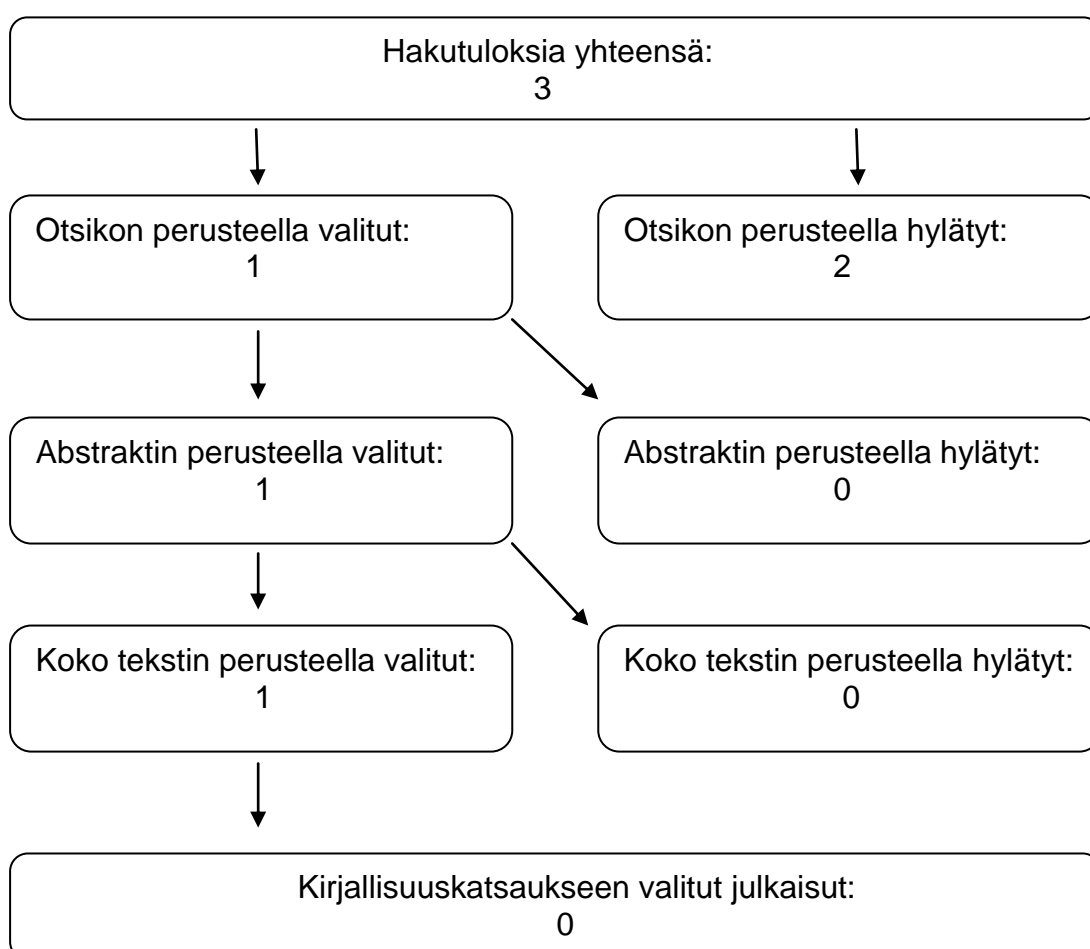 Hakutuloksia yhteensä:
3
Otsikon perusteella valitut:
1
Otsikon perusteella hylätyt:
2
Abstraktin perusteella valitut:
1
Abstraktin perusteella hylätyt:
0
Koko tekstin perusteella valitut:
1
Koko tekstin perusteella hylätyt:
0
Kirjallisuuskatsaukseen valitut julkaisut:
0